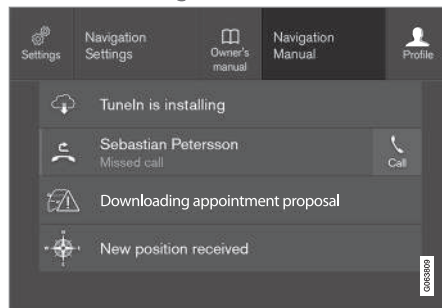 Settings
Navigation
Settings
Owner's
manual
Navigation
Manual
Profile
TuneIn is installing
Sebastian Petersson
Missed call
Call
Downloading appointment proposal
New position received
G063809